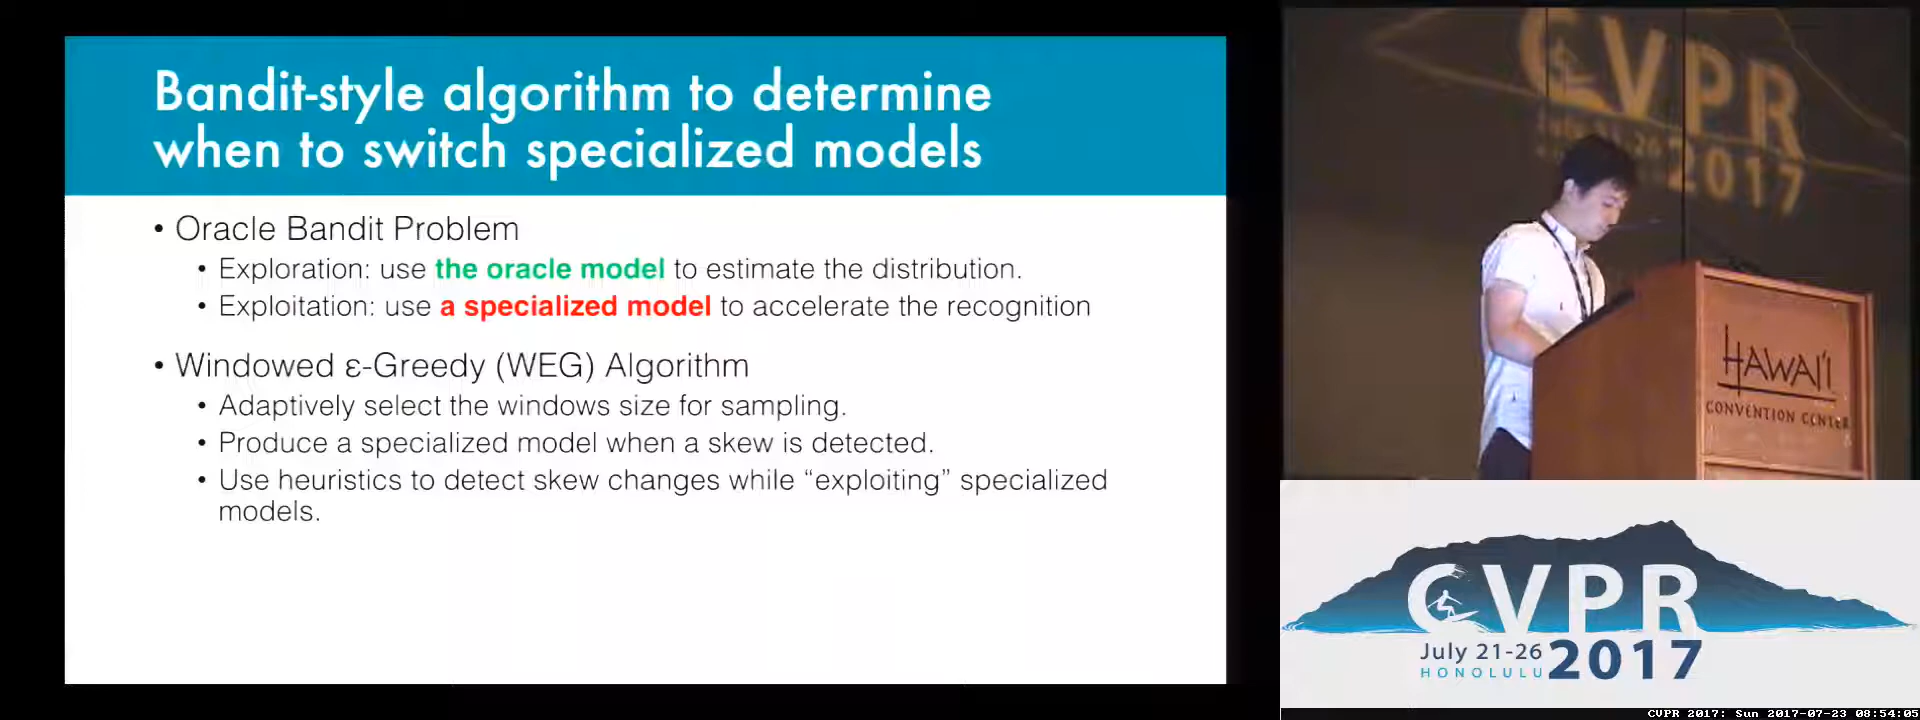 Bandit-style algorithm to determine
when to switch specialized models
• Oracle Bandit Problem
• Exploration: use the oracle model to estimate the distribution.
• Exploitation: use a specialized model to accelerate the recognition
• Windowed ε-Greedy (WEG) Algorithm
• Adaptively select the windows size for sampling.
• Produce a specialized model when a skew is detected.
• Use heuristics to detect skew changes while “exploiting” specialized
models.
CVPR
2017
HAWAI'I
CONVENTION CENTER
CVPR
July 21-26
HONOLULU
2017
CVPR 2017: Sun 2017-07-23 08:54:05